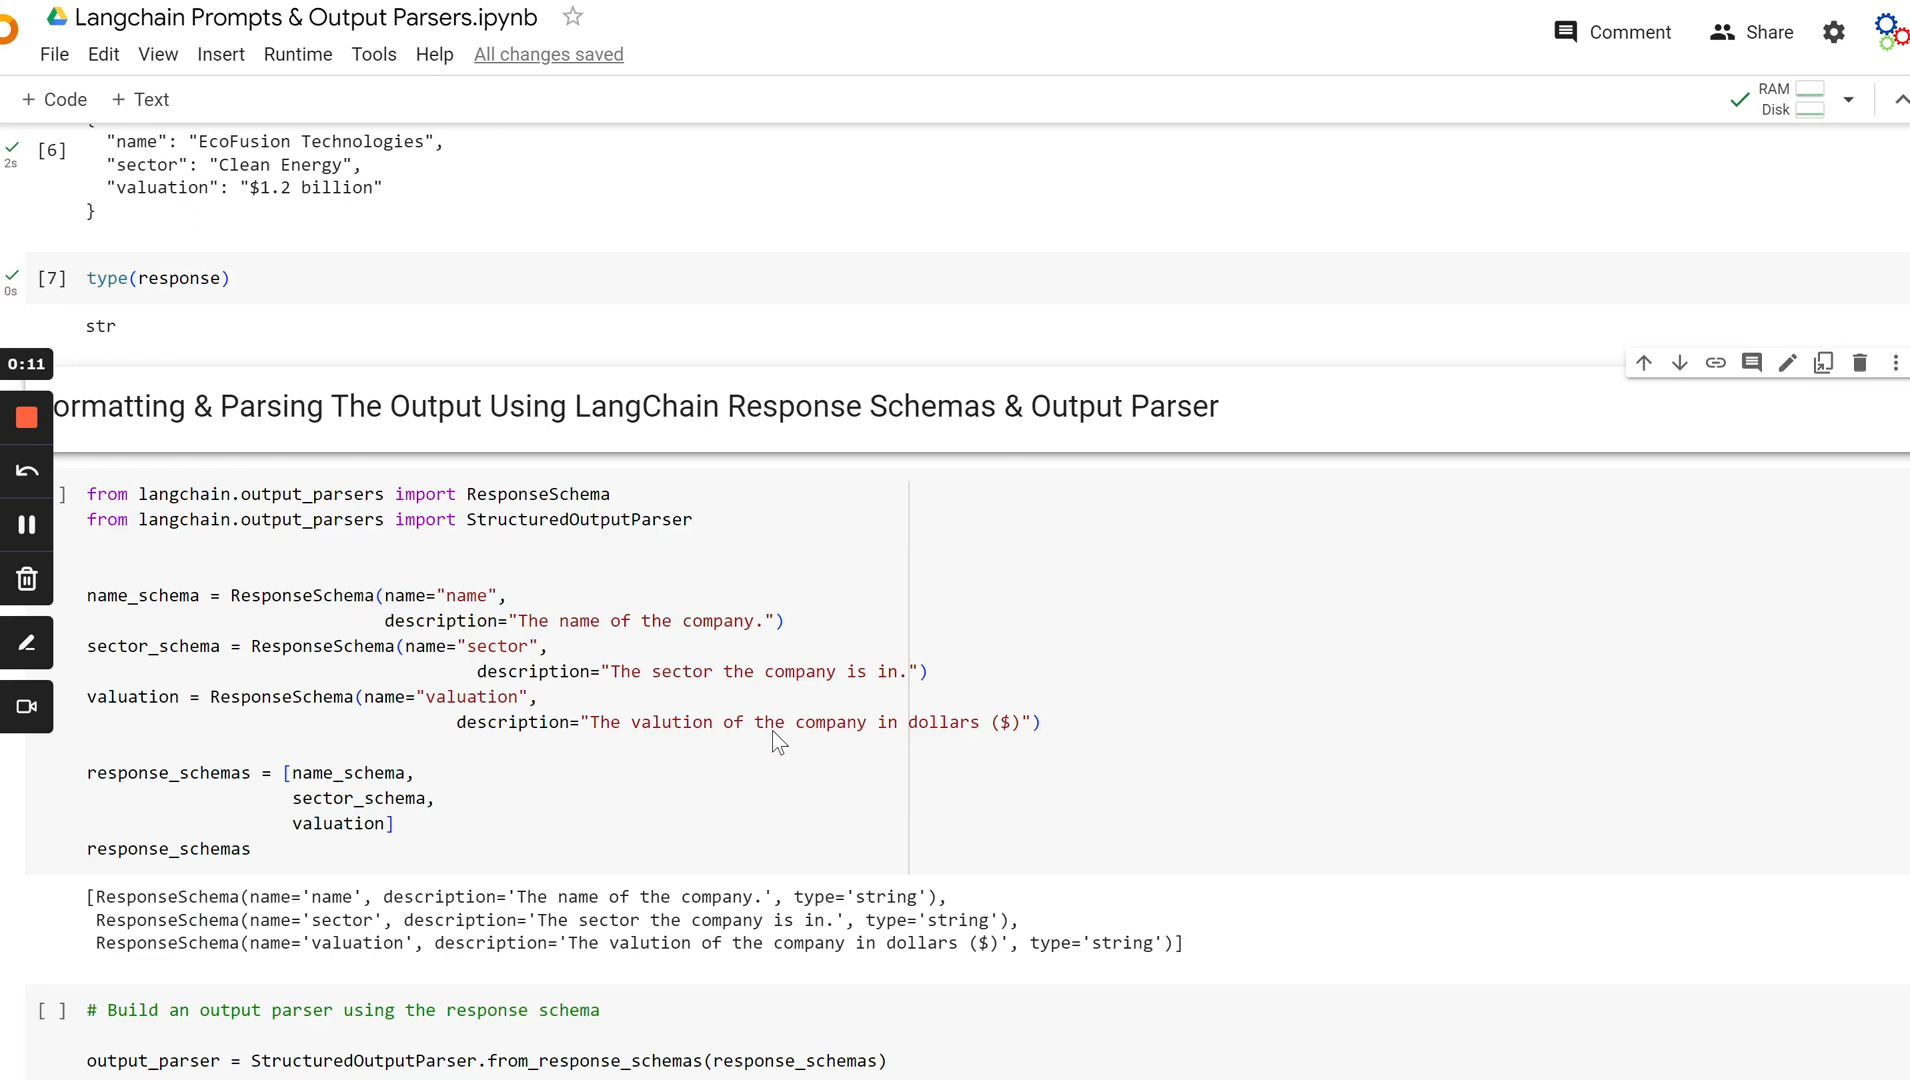 Langchain Prompts & Output Parsers.ipynb
Comment Share
File Edit View Insert Runtime Tools Help All changes saved
+ Code + Text
RAM
Disk
{
[6] "name": "EcoFusion Technologies",
2s
"sector": "Clean Energy",
"valuation": "$1.2 billion"
}
[7] type(response)
0s
str
0:11
ormatting & Parsing The Output Using LangChain Response Schemas & Output Parser
] from langchain.output_parsers import ResponseSchema
from langchain.output_parsers import StructuredOutputParser
name_schema = ResponseSchema(name="name",
description="The name of the company.")
sector_schema = ResponseSchema(name="sector",
description="The sector the company is in.")
valuation = ResponseSchema(name="valuation",
description="The valution of the company in dollars ($)")
response_schemas = [name_schema,
sector_schema,
valuation]
response_schemas
[ResponseSchema(name='name', description='The name of the company.', type='string'),
ResponseSchema(name='sector', description='The sector the company is in.', type='string'),
ResponseSchema(name='valuation', description='The valution of the company in dollars ($)', type='string')]
[ ] # Build an output parser using the response schema
output_parser = StructuredOutputParser.from_response_schemas(response_schemas)